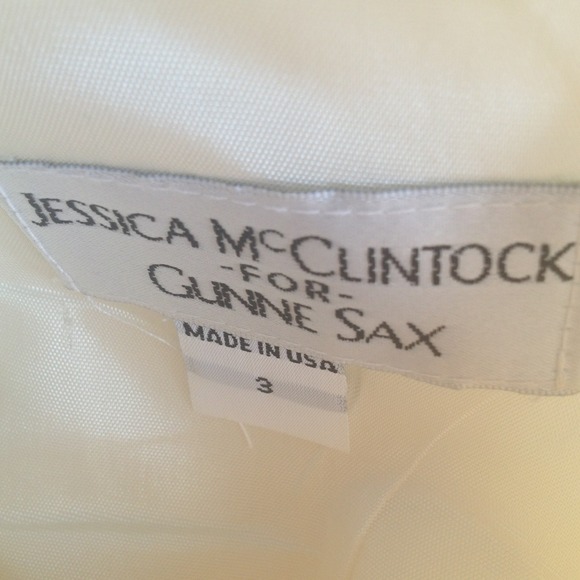 JESSICA MCCLINTOCK
-FOR-
GUNNE SAX
MADE IN USA
3